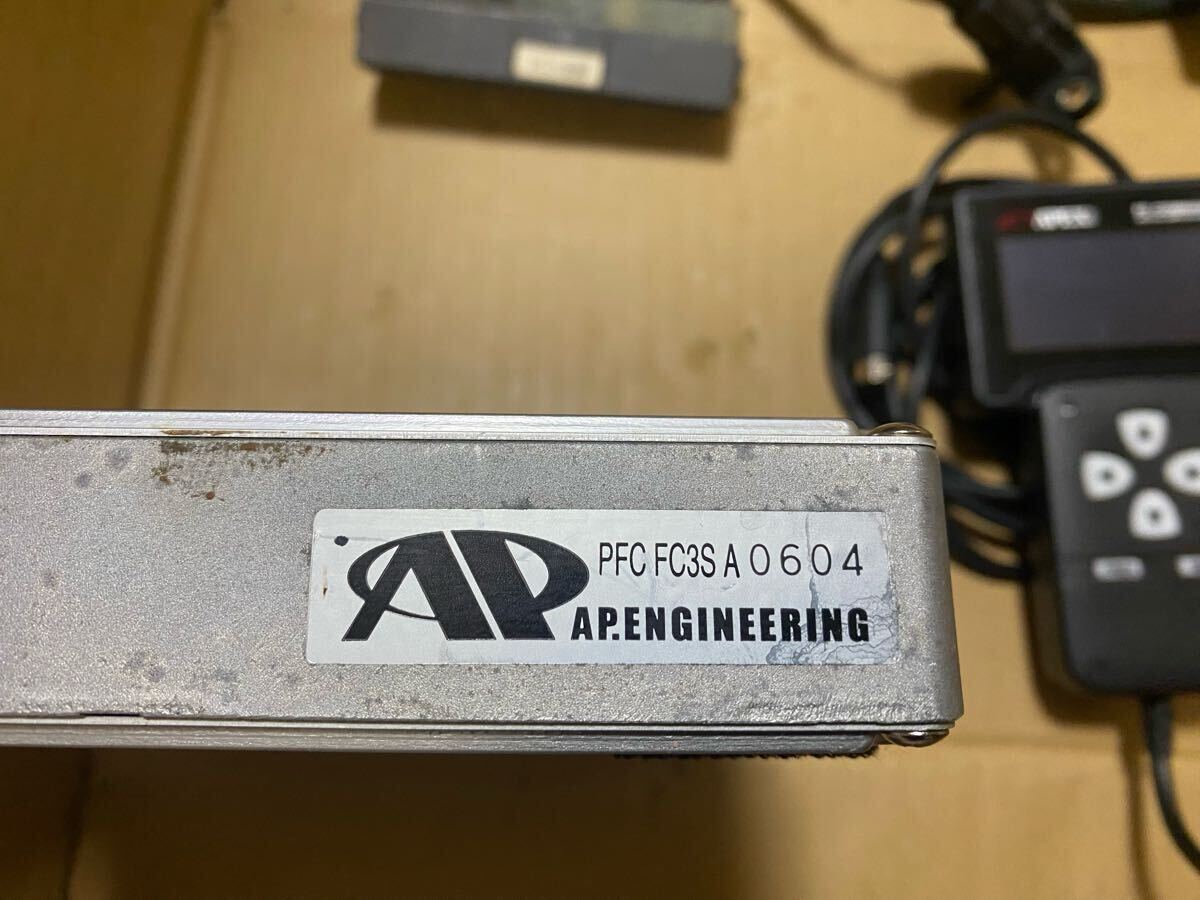 AP
PFC FC3S A 0604
AP.ENGINEERING